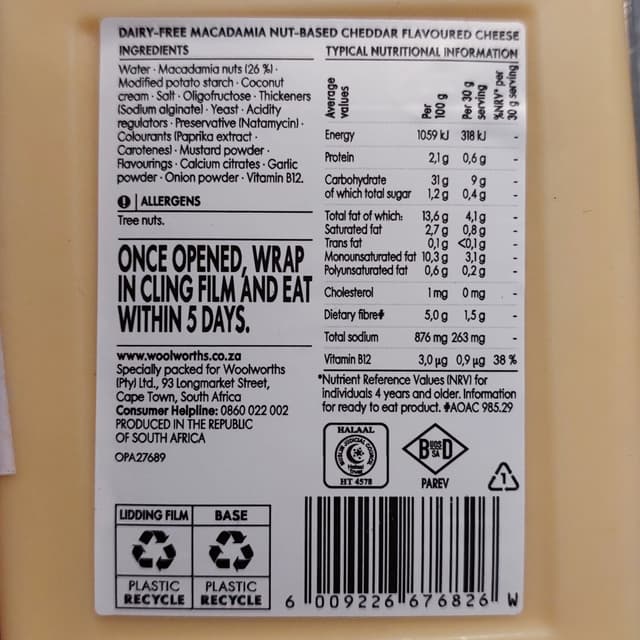 DAIRY-FREE MACADAMIA NUT-BASED CHEDDAR FLAVOURED CHEESE
INGREDIENTS
Water · Macadamia nuts (26 %) ·
Modified potato starch · Coconut
cream · Salt · Oligofructose · Thickeners
(Sodium alginate) · Yeast · Acidity
regulators · Preservative (Natamycin) ·
Colourants (Paprika extract ·
Carotenes) · Mustard powder ·
Flavourings · Calcium citrates · Garlic
powder · Onion powder · Vitamin B12.
ALLERGENS
Tree nuts.
ONCE OPENED, WRAP
IN CLING FILM AND EAT
WITHIN 5 DAYS.
www.woolworths.co.za
Specially packed for Woolworths
(Pty) Ltd., 93 Longmarket Street,
Cape Town, South Africa
Consumer Helpline: 0860 022 002
PRODUCED IN THE REPUBLIC
OF SOUTH AFRICA
OPA27689
TYPICAL NUTRITIONAL INFORMATION
Average values Per 100 g Per 30 g serving %NRV* per 30 g serving
Energy 1059 kJ 318 kJ -
Protein 2,1 g 0,6 g -
Carbohydrate 31 g 9 g -
of which total sugar 1,2 g 0,4 g -
Total fat of which: 13,6 g 4,1 g -
Saturated fat 2,7 g 0,8 g -
Trans fat 0,1 g <0,1 g -
Monounsaturated fat 10,3 g 3,1 g -
Polyunsaturated fat 0,6 g 0,2 g -
Cholesterol 1 mg 0 mg -
Dietary fibre‡ 5,0 g 1,5 g -
Total sodium 876 mg 263 mg -
Vitamin B12 3,0 µg 0,9 µg 38 %
*Nutrient Reference Values (NRV) for
individuals 4 years and older. Information
for ready to eat product. ‡AOAC 985.29
HALAAL
MUSLIM JUDICIAL COUNCIL
Halaal
Trust
HT 4578
B D
SA
PAREV
1
LIDDING FILM BASE
PLASTIC PLASTIC
RECYCLE RECYCLE
6 009226 676826 W